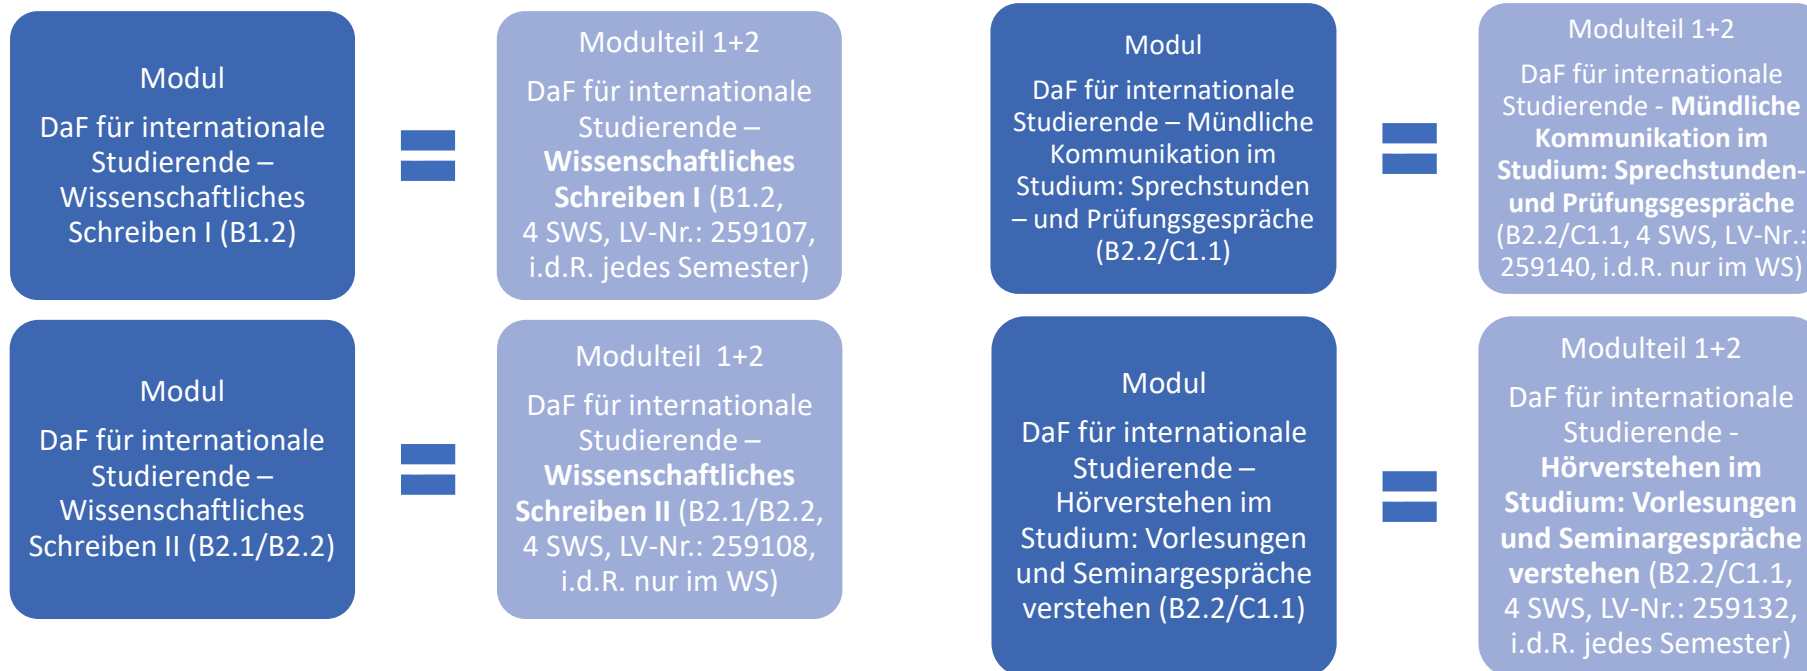 Modul
DaF für internationale
Studierende –
Wissenschaftliches
Schreiben I (B1.2)
Modulteil 1+2
DaF für internationale
Studierende –
Wissenschaftliches
Schreiben I (B1.2,
4 SWS, LV-Nr.: 259107,
i.d.R. jedes Semester)
Modul
DaF für internationale
Studierende – Mündliche
Kommunikation im
Studium: Sprechstunden
– und Prüfungsgespräche
(B2.2/C1.1)
Modulteil 1+2
DaF für internationale
Studierende - Mündliche
Kommunikation im
Studium: Sprechstunden-
und Prüfungsgespräche
(B2.2/C1.1, 4 SWS, LV-Nr.:
259140, i.d.R. nur im WS)
Modul
DaF für internationale
Studierende –
Wissenschaftliches
Schreiben II (B2.1/B2.2)
Modulteil 1+2
DaF für internationale
Studierende –
Wissenschaftliches
Schreiben II (B2.1/B2.2,
4 SWS, LV-Nr.: 259108,
i.d.R. nur im WS)
Modul
DaF für internationale
Studierende –
Hörverstehen im
Studium: Vorlesungen
und Seminargespräche
verstehen (B2.2/C1.1)
Modulteil 1+2
DaF für internationale
Studierende -
Hörverstehen im
Studium: Vorlesungen
und Seminargespräche
verstehen (B2.2/C1.1,
4 SWS, LV-Nr.: 259132,
i.d.R. jedes Semester)